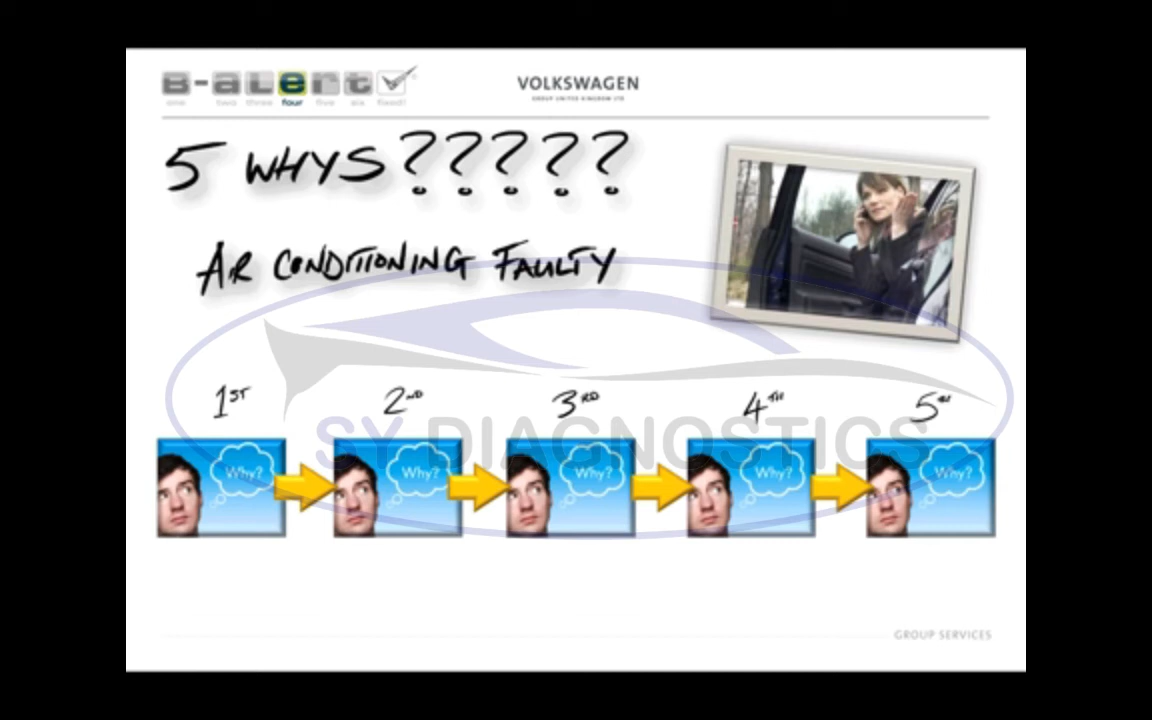 B-ALERT
VOLKSWAGEN
GROUP UNITED KINGDOM LTD.
one two three four five six fixed!
5 WHYS ?????
AIR CONDITIONING FAULTY
1ST 2ND 3RD 4TH 5TH
SY DIAGNOSTICS
Why? Why? Why? Why? Why?
GROUP SERVICES